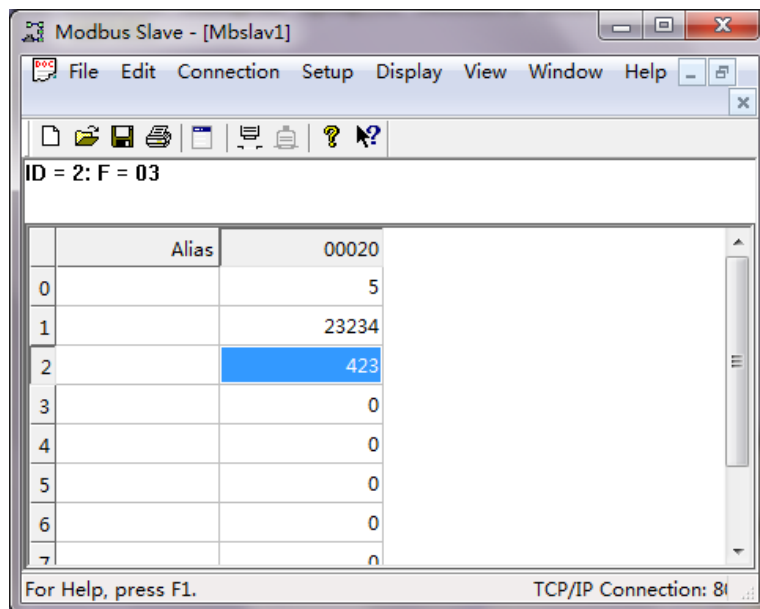 Modbus Slave - [Mbslav1]
File Edit Connection Setup Display View Window Help
ID = 2: F = 03
Alias 00020
0 5
1 23234
2 423
3 0
4 0
5 0
6 0
7 0
For Help, press F1. TCP/IP Connection: